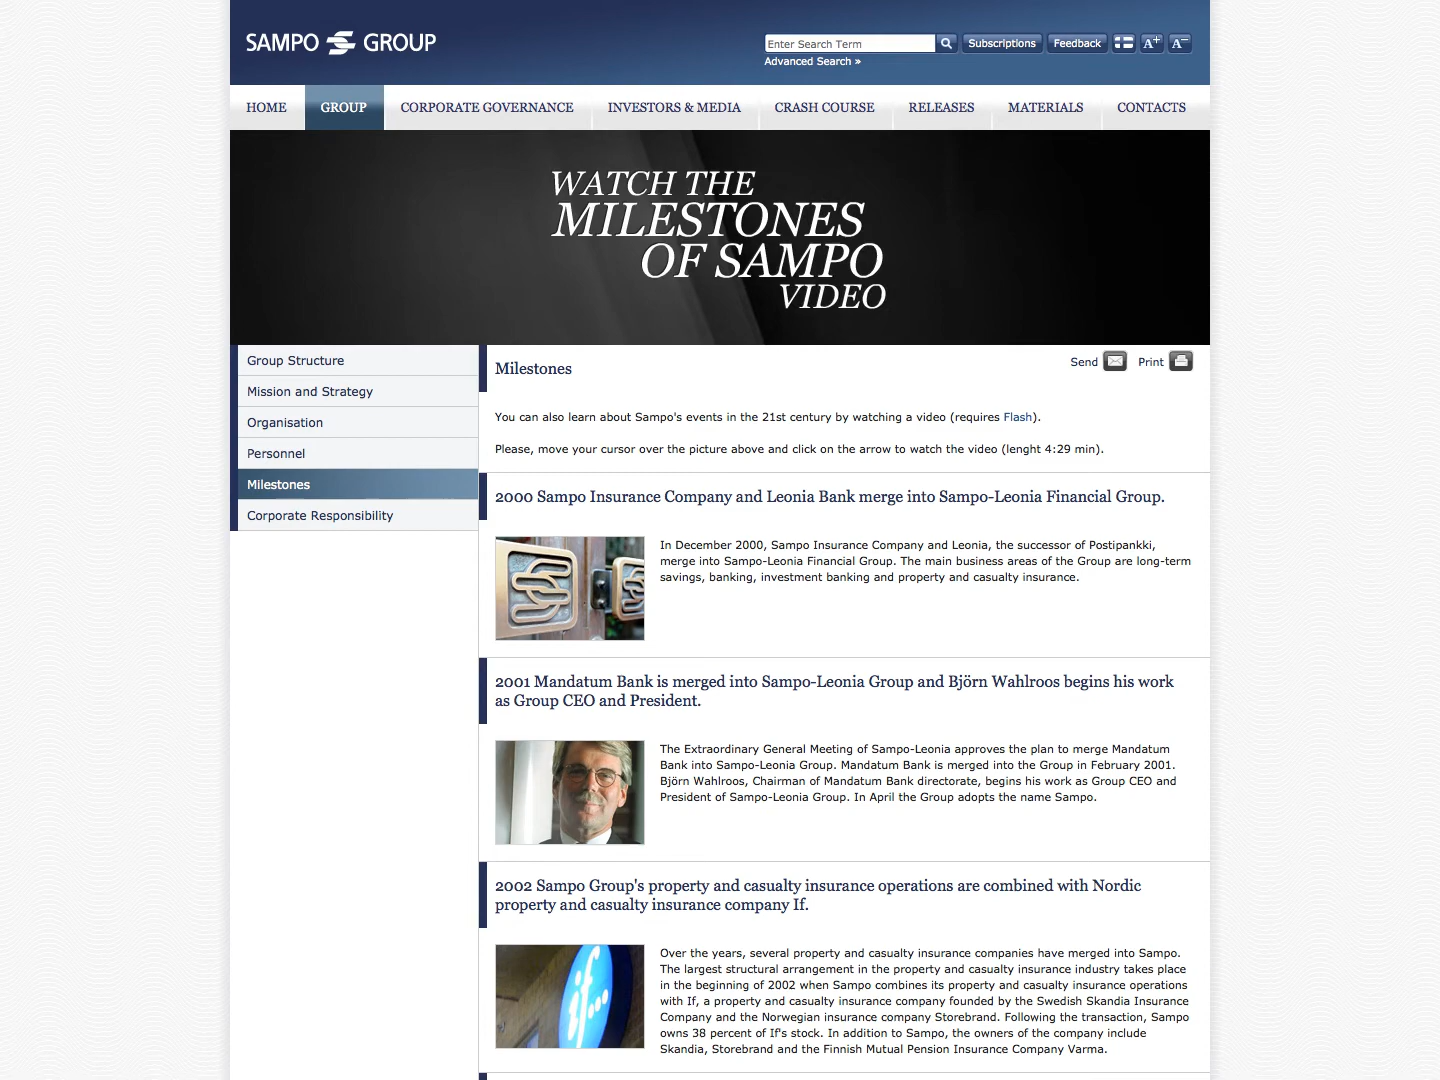 SAMPO GROUP
Enter Search Term
Subscriptions
Feedback
A+
A−
Advanced Search »
HOME
GROUP
CORPORATE GOVERNANCE
INVESTORS & MEDIA
CRASH COURSE
RELEASES
MATERIALS
CONTACTS
WATCH THE
MILESTONES
OF SAMPO
VIDEO
Group Structure
Mission and Strategy
Organisation
Personnel
Milestones
Corporate Responsibility
Milestones
Send
Print
You can also learn about Sampo's events in the 21st century by watching a video (requires Flash).
Please, move your cursor over the picture above and click on the arrow to watch the video (lenght 4:29 min).
2000 Sampo Insurance Company and Leonia Bank merge into Sampo-Leonia Financial Group.
In December 2000, Sampo Insurance Company and Leonia, the successor of Postipankki,
merge into Sampo-Leonia Financial Group. The main business areas of the Group are long-term
savings, banking, investment banking and property and casualty insurance.
2001 Mandatum Bank is merged into Sampo-Leonia Group and Björn Wahlroos begins his work
as Group CEO and President.
The Extraordinary General Meeting of Sampo-Leonia approves the plan to merge Mandatum
Bank into Sampo-Leonia Group. Mandatum Bank is merged into the Group in February 2001.
Björn Wahlroos, Chairman of Mandatum Bank directorate, begins his work as Group CEO and
President of Sampo-Leonia Group. In April the Group adopts the name Sampo.
2002 Sampo Group's property and casualty insurance operations are combined with Nordic
property and casualty insurance company If.
if...
Over the years, several property and casualty insurance companies have merged into Sampo.
The largest structural arrangement in the property and casualty insurance industry takes place
in the beginning of 2002 when Sampo combines its property and casualty insurance operations
with If, a property and casualty insurance company founded by the Swedish Skandia Insurance
Company and the Norwegian insurance company Storebrand. Following the transaction, Sampo
owns 38 percent of If's stock. In addition to Sampo, the owners of the company include
Skandia, Storebrand and the Finnish Mutual Pension Insurance Company Varma.